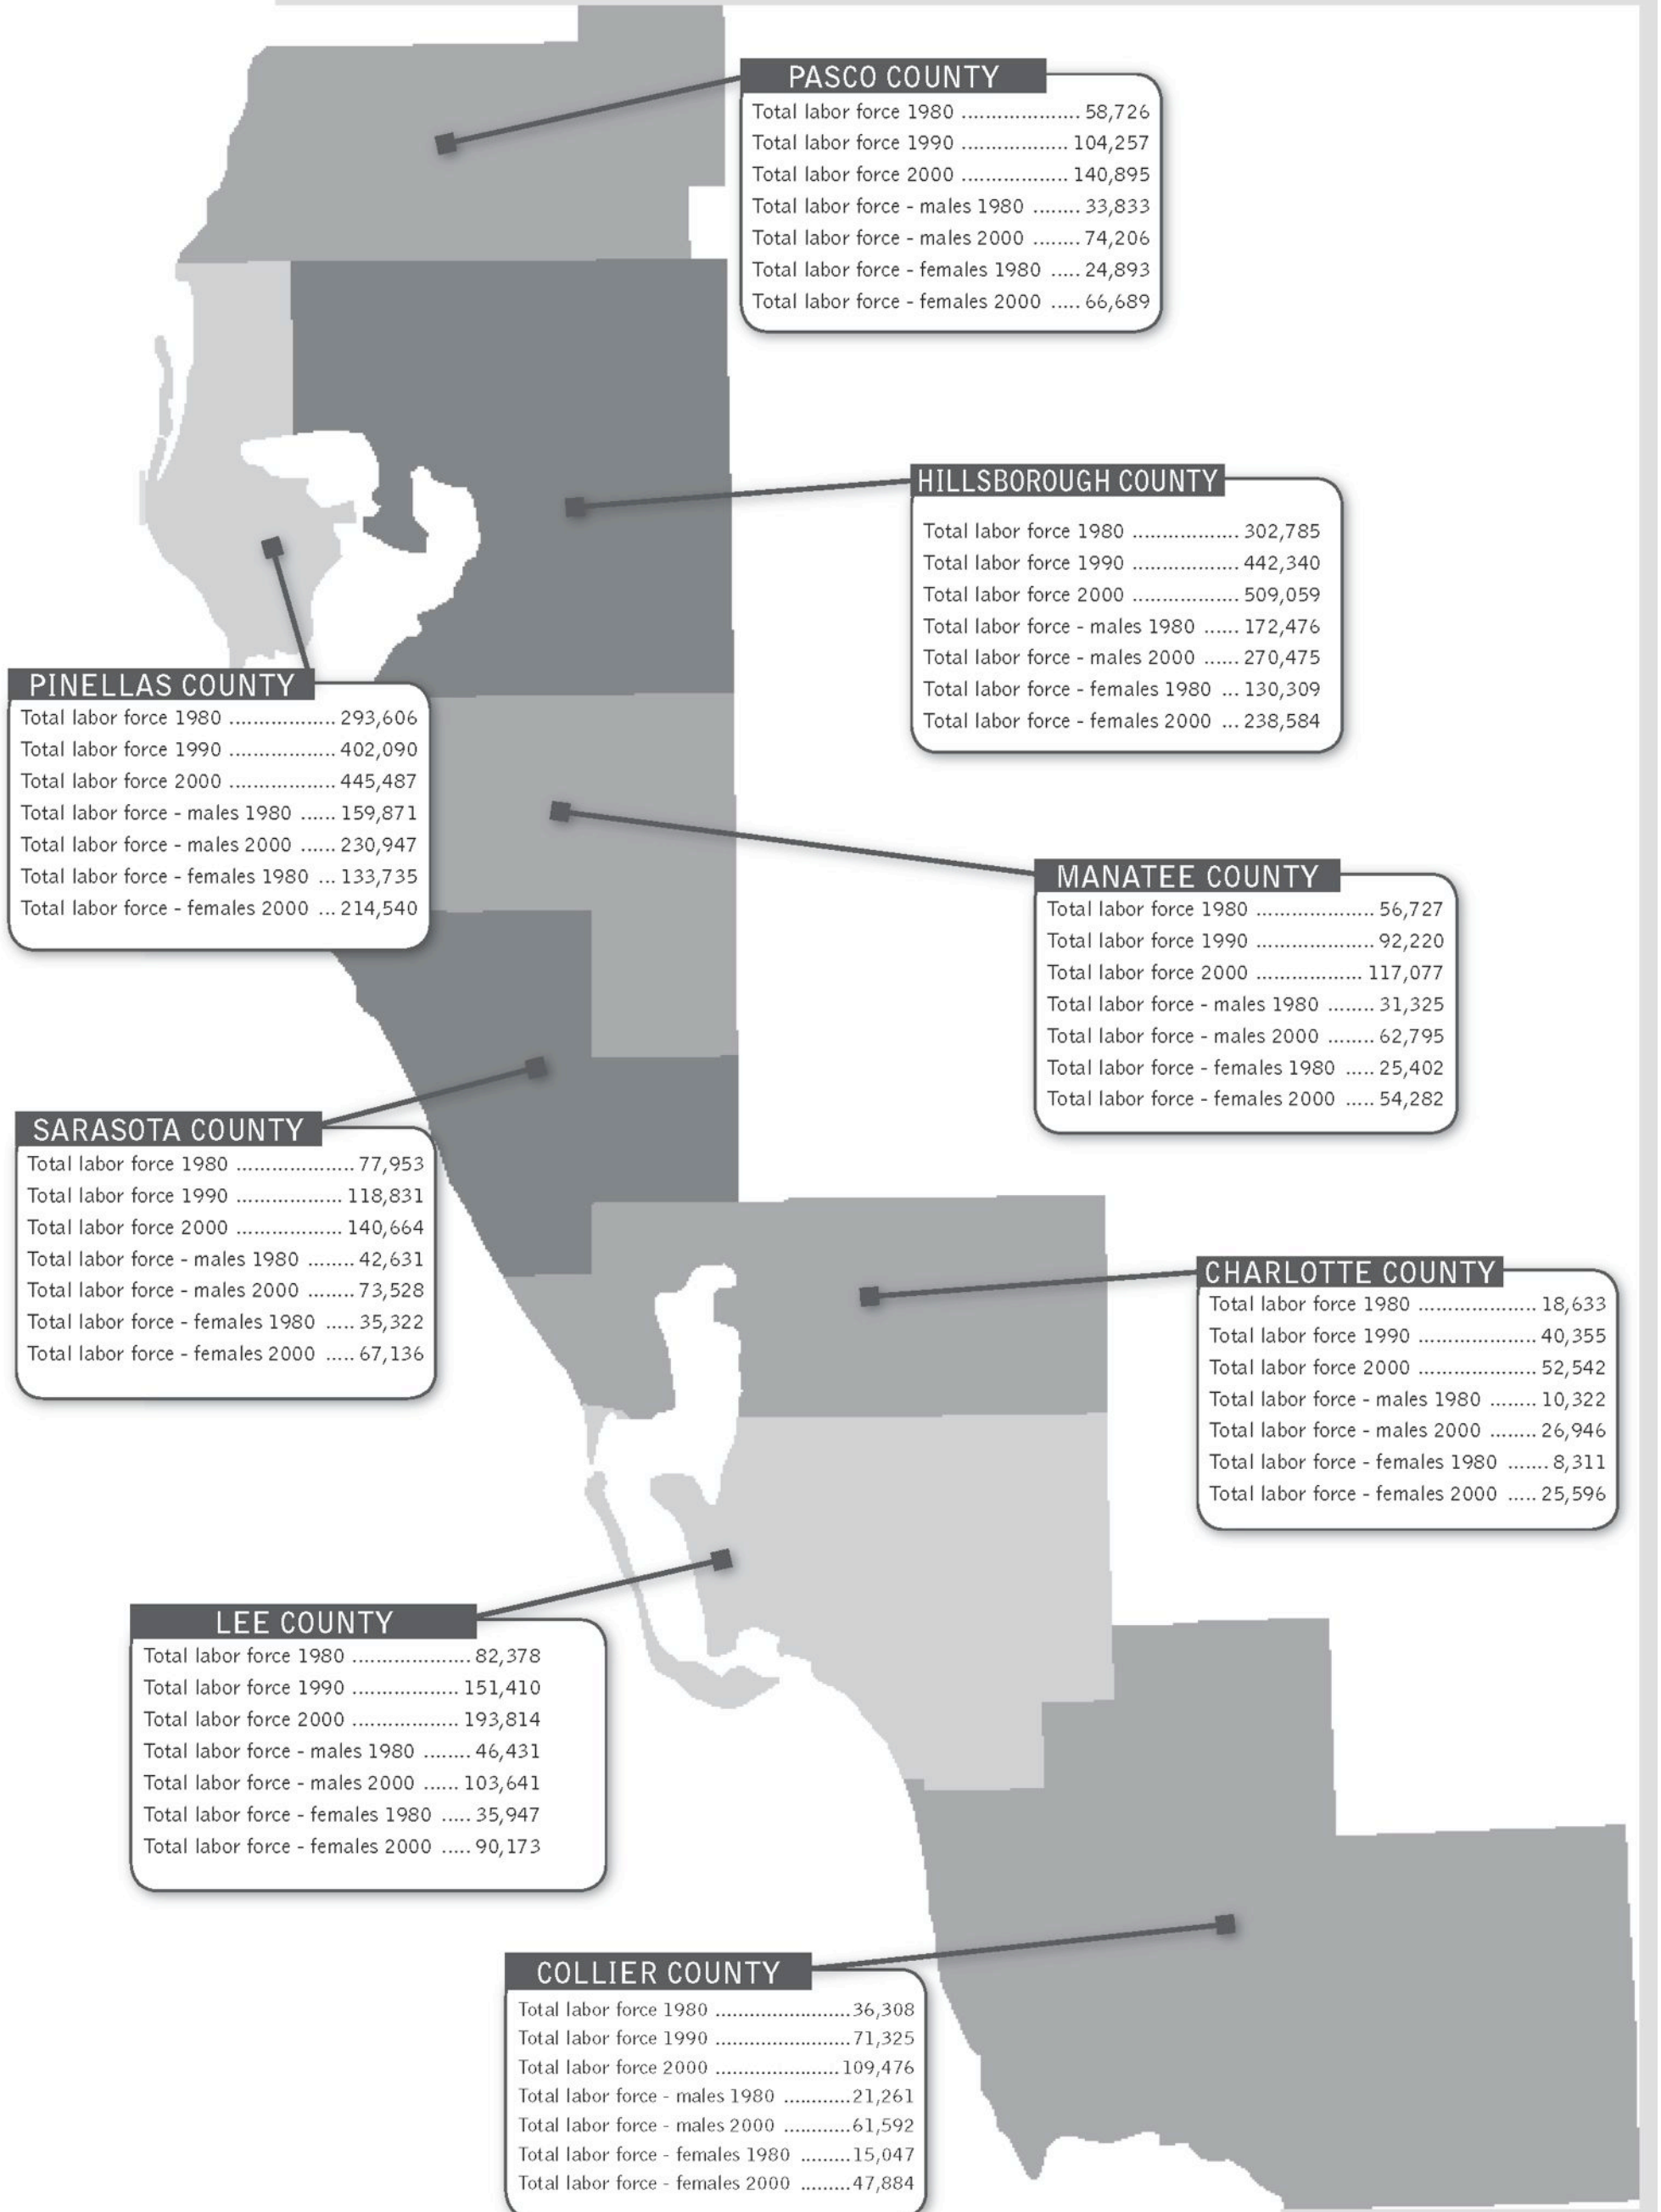 PASCO COUNTY
Total labor force 1980 .................... 58,726
Total labor force 1990 .................. 104,257
Total labor force 2000 .................. 140,895
Total labor force - males 1980 ........ 33,833
Total labor force - males 2000 ........ 74,206
Total labor force - females 1980 ..... 24,893
Total labor force - females 2000 ..... 66,689
HILLSBOROUGH COUNTY
Total labor force 1980 .................. 302,785
Total labor force 1990 .................. 442,340
Total labor force 2000 .................. 509,059
Total labor force - males 1980 ...... 172,476
Total labor force - males 2000 ...... 270,475
Total labor force - females 1980 ... 130,309
Total labor force - females 2000 ... 238,584
PINELLAS COUNTY
Total labor force 1980 .................. 293,606
Total labor force 1990 .................. 402,090
Total labor force 2000 .................. 445,487
Total labor force - males 1980 ...... 159,871
Total labor force - males 2000 ...... 230,947
Total labor force - females 1980 ... 133,735
Total labor force - females 2000 ... 214,540
MANATEE COUNTY
Total labor force 1980 .................... 56,727
Total labor force 1990 .................... 92,220
Total labor force 2000 .................. 117,077
Total labor force - males 1980 ........ 31,325
Total labor force - males 2000 ........ 62,795
Total labor force - females 1980 ..... 25,402
Total labor force - females 2000 ..... 54,282
SARASOTA COUNTY
Total labor force 1980 .................... 77,953
Total labor force 1990 .................. 118,831
Total labor force 2000 .................. 140,664
Total labor force - males 1980 ........ 42,631
Total labor force - males 2000 ........ 73,528
Total labor force - females 1980 ..... 35,322
Total labor force - females 2000 ..... 67,136
CHARLOTTE COUNTY
Total labor force 1980 .................... 18,633
Total labor force 1990 .................... 40,355
Total labor force 2000 .................... 52,542
Total labor force - males 1980 ........ 10,322
Total labor force - males 2000 ........ 26,946
Total labor force - females 1980 ....... 8,311
Total labor force - females 2000 ..... 25,596
LEE COUNTY
Total labor force 1980 .................... 82,378
Total labor force 1990 .................. 151,410
Total labor force 2000 .................. 193,814
Total labor force - males 1980 ........ 46,431
Total labor force - males 2000 ...... 103,641
Total labor force - females 1980 ..... 35,947
Total labor force - females 2000 ..... 90,173
COLLIER COUNTY
Total labor force 1980 .......................36,308
Total labor force 1990 .......................71,325
Total labor force 2000 .....................109,476
Total labor force - males 1980 ............21,261
Total labor force - males 2000 ............61,592
Total labor force - females 1980 .........15,047
Total labor force - females 2000 .........47,884